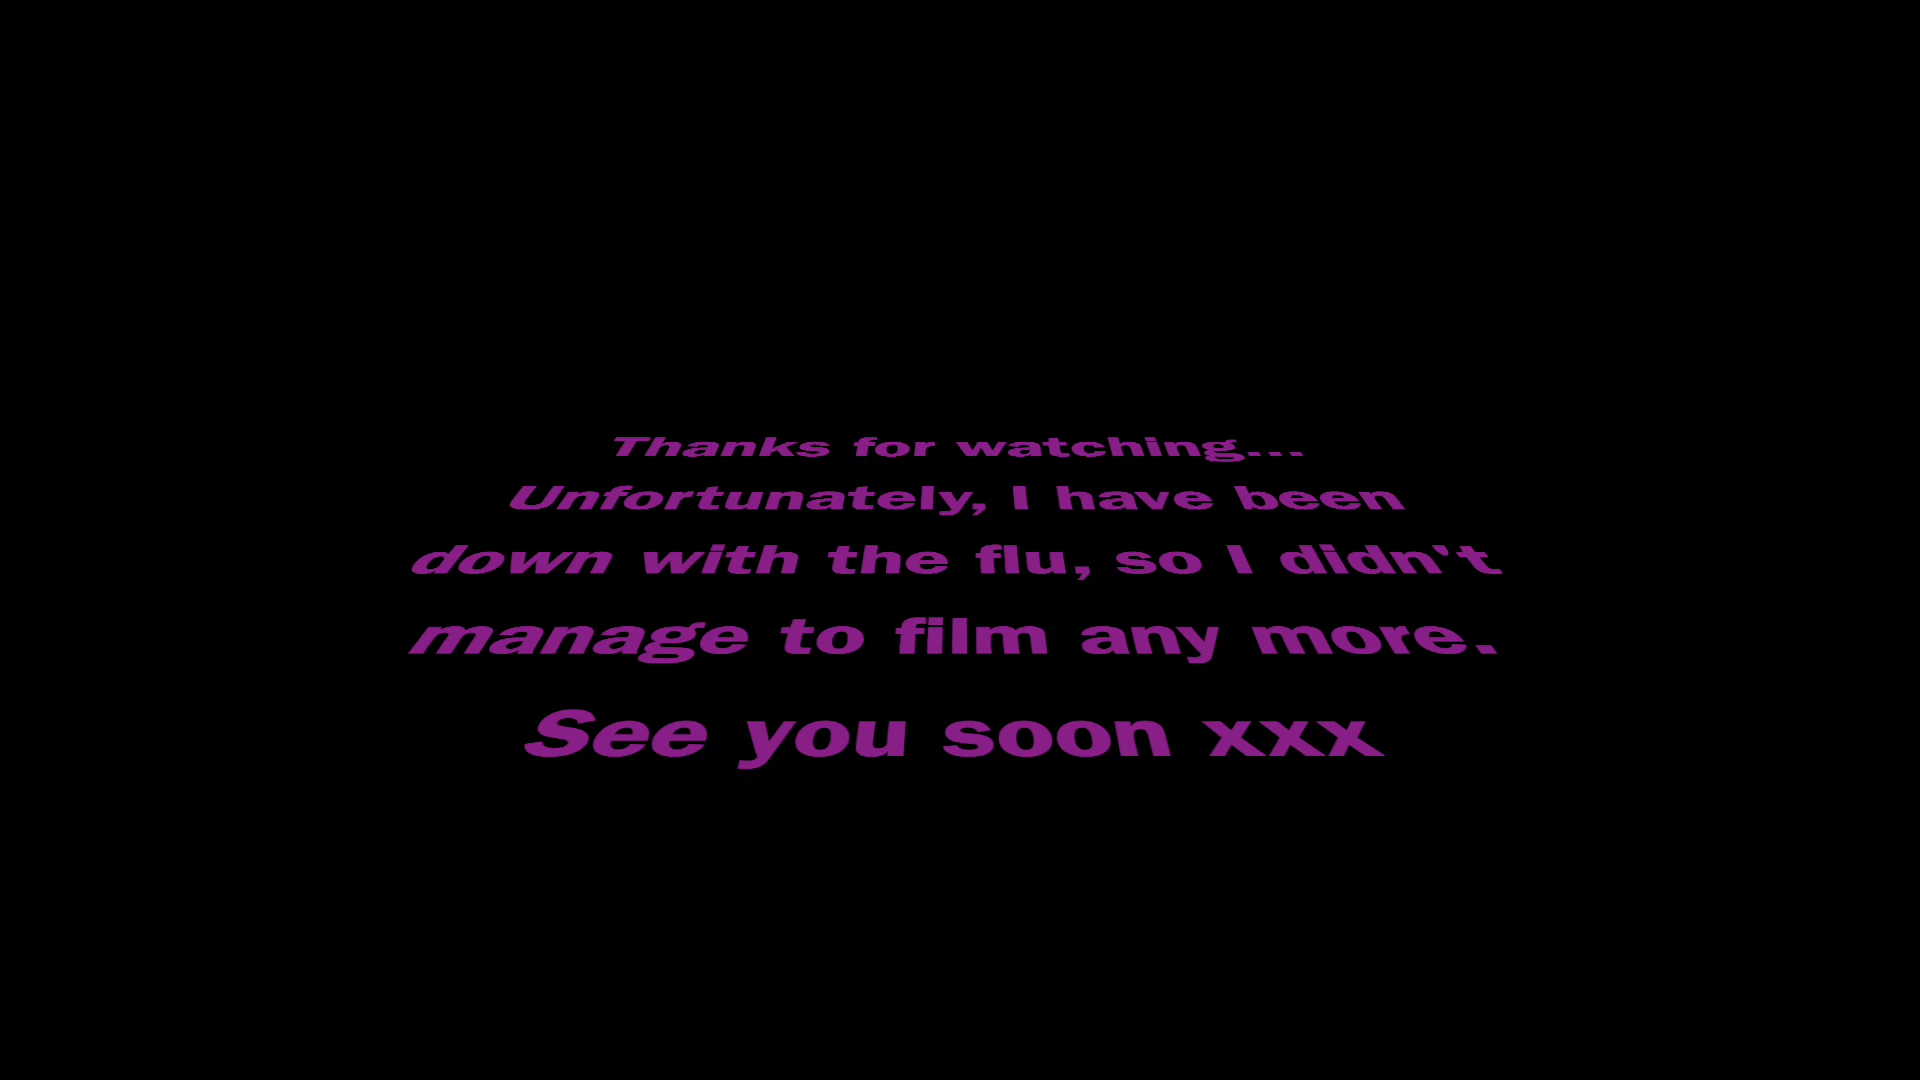 Thanks for watching...
Unfortunately, I have been
down with the flu, so I didn't
manage to film any more.
See you soon xxx